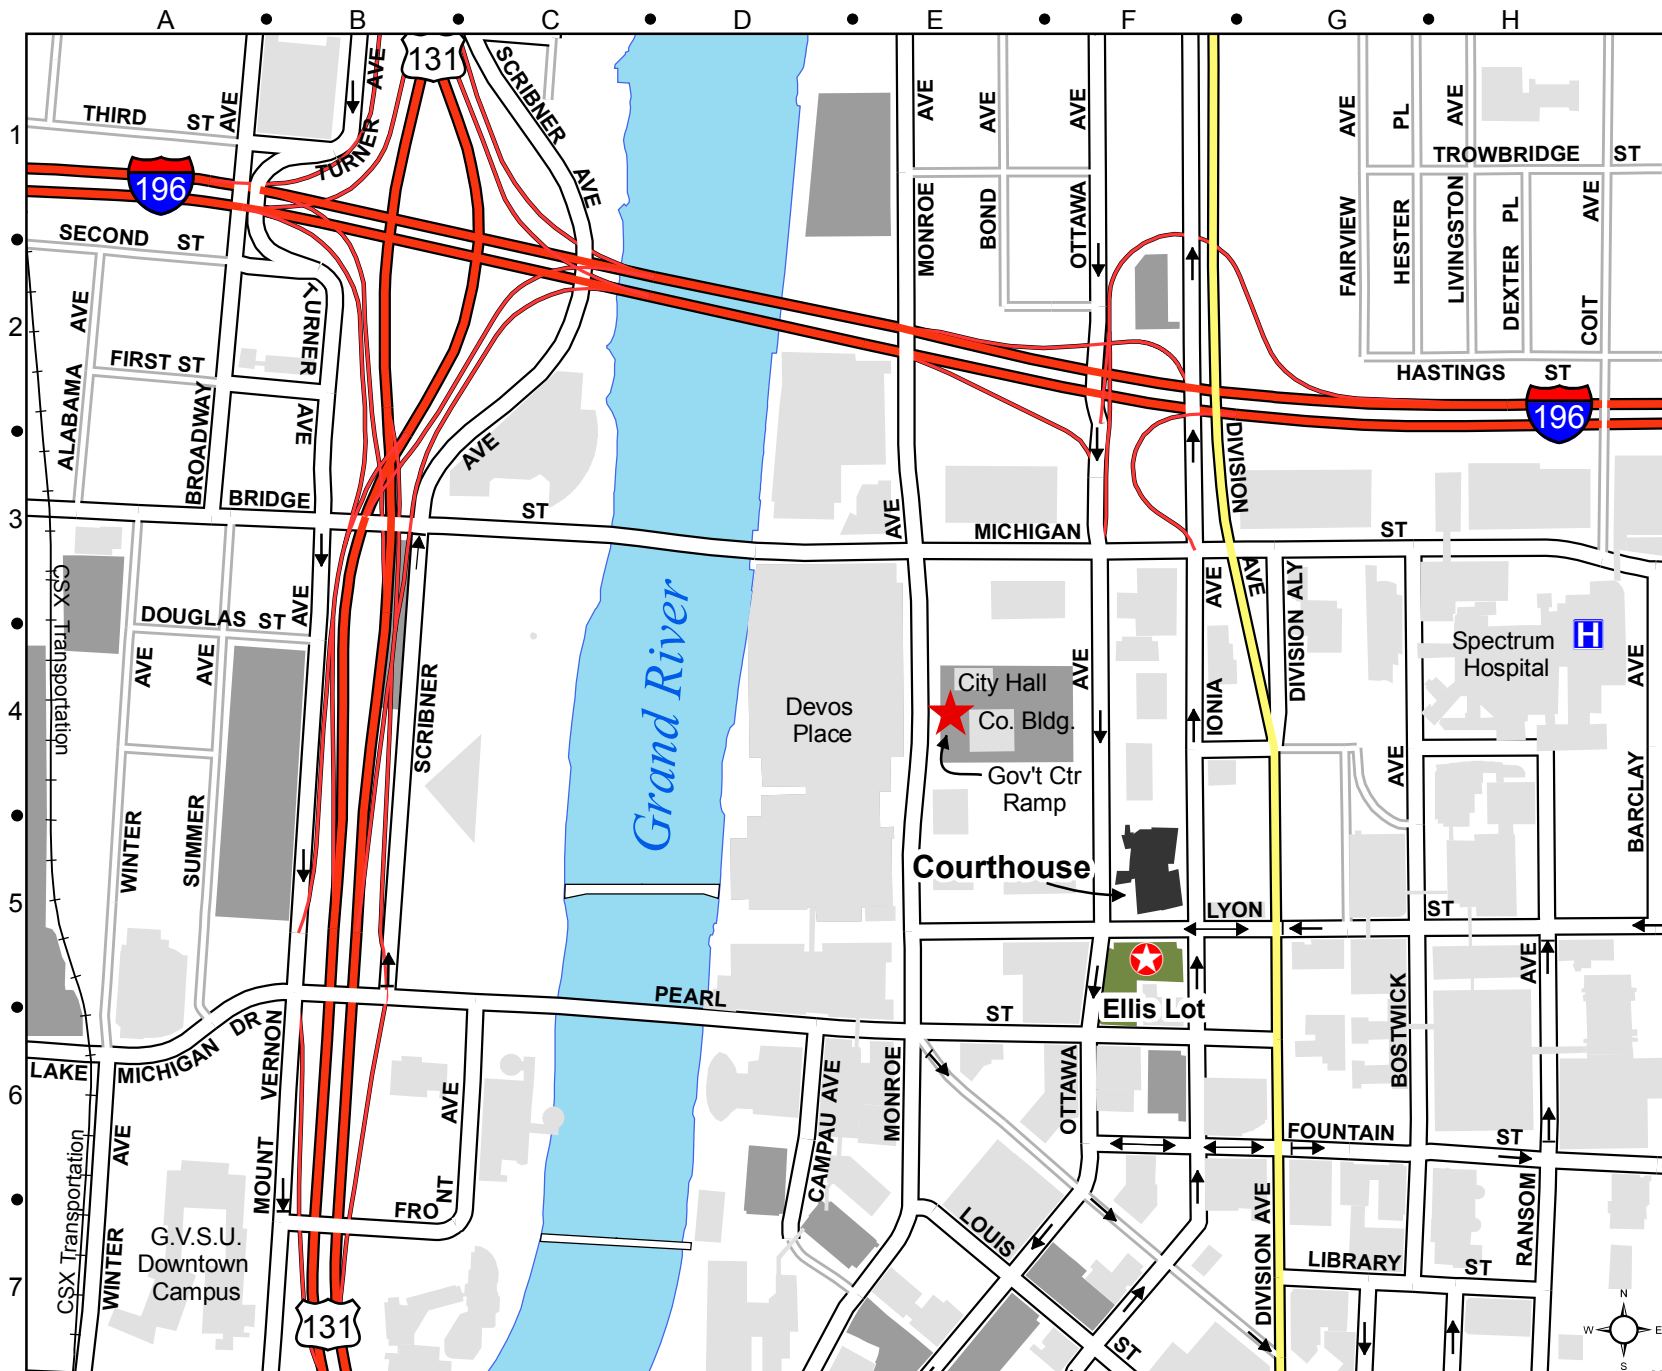 A B C D E F G H
1
2
3
4
5
6
7
131
196
196
131
THIRD ST
AVE
AVE
TURNER
SCRIBNER
AVE
SECOND ST
TURNER
AVE
ALABAMA
AVE
FIRST ST
BROADWAY
AVE
AVE
BRIDGE
ST
AVE
MICHIGAN
ST
AVE
MONROE
AVE
BOND
AVE
OTTAWA
DIVISION
AVE
AVE
FAIRVIEW
PL
HESTER
AVE
LIVINGSTON
TROWBRIDGE ST
PL
DEXTER
AVE
COIT
HASTINGS ST
CSX Transportation
DOUGLAS ST
AVE
AVE
AVE
WINTER
SUMMER
SCRIBNER
Grand River
Devos
Place
City Hall
Co. Bldg.
Gov't Ctr
Ramp
AVE
AVE
IONIA
DIVISION ALY
Spectrum
Hospital
H
AVE
BARCLAY
AVE
Courthouse
LYON
ST
Ellis Lot
PEARL
ST
BOSTWICK
AVE
RANSOM
LAKE MICHIGAN DR
VERNON
MOUNT
AVE
WINTER
CSX Transportation
AVE
FRONT
CAMPAU AVE
MONROE
OTTAWA
FOUNTAIN
ST
LOUIS
ST
DIVISION AVE
LIBRARY
ST
G.V.S.U.
Downtown
Campus
N
W E
S